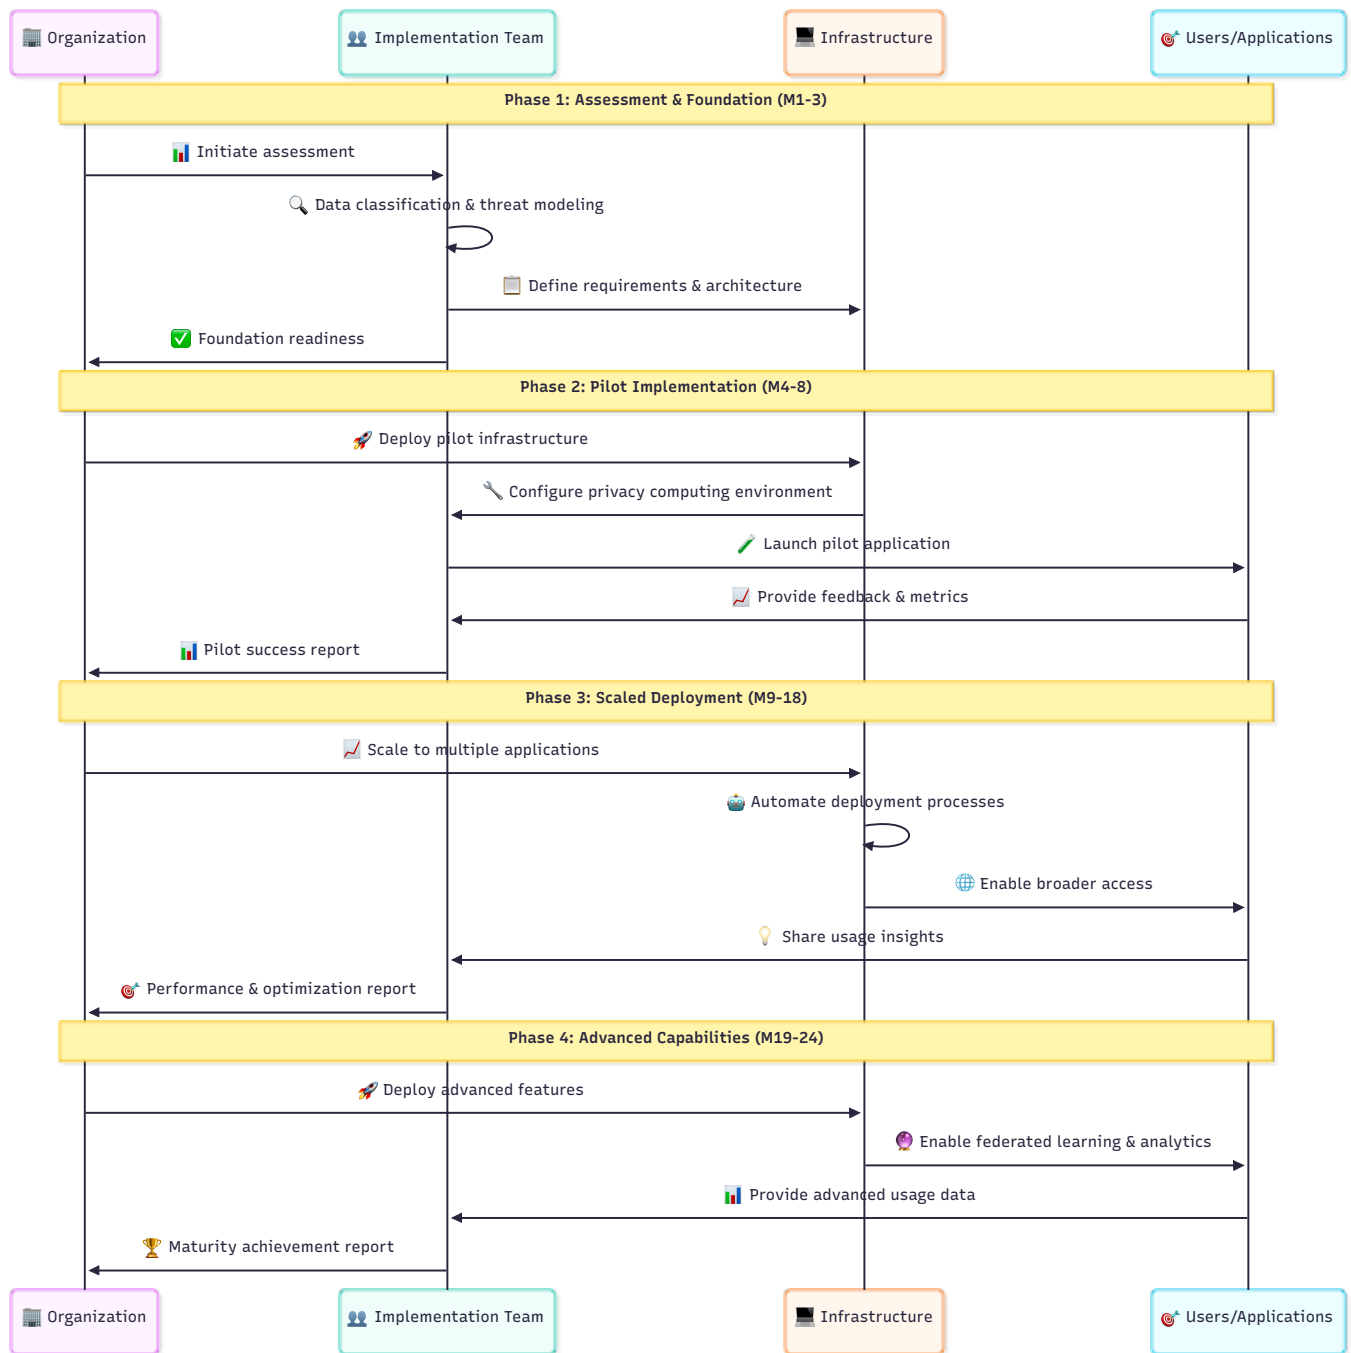 Organization
Implementation Team
Infrastructure
Users/Applications
Phase 1: Assessment & Foundation (M1-3)
Initiate assessment
Data classification & threat modeling
Define requirements & architecture
Foundation readiness
Phase 2: Pilot Implementation (M4-8)
Deploy pilot infrastructure
Configure privacy computing environment
Launch pilot application
Provide feedback & metrics
Pilot success report
Phase 3: Scaled Deployment (M9-18)
Scale to multiple applications
Automate deployment processes
Enable broader access
Share usage insights
Performance & optimization report
Phase 4: Advanced Capabilities (M19-24)
Deploy advanced features
Enable federated learning & analytics
Provide advanced usage data
Maturity achievement report
Organization
Implementation Team
Infrastructure
Users/Applications